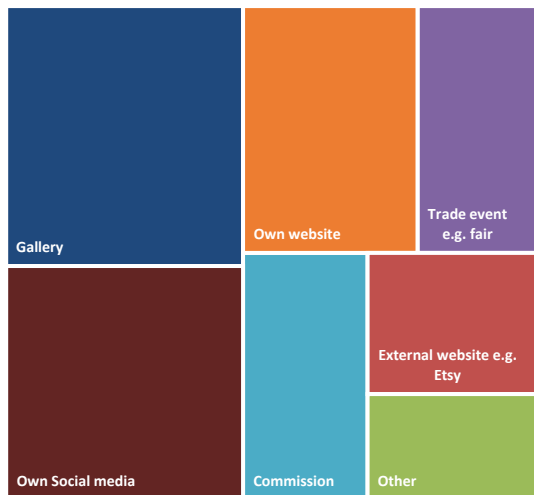 Gallery
Own website
Trade event
e.g. fair
Own Social media
Commission
External website e.g.
Etsy
Other